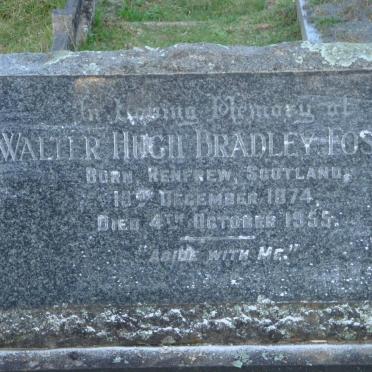 In Loving Memory of
WALTER HUGH BRADLEY FOS
BORN RENFREW, SCOTLAND,
18TH DECEMBER 1874.
DIED 4TH OCTOBER 1955.
"ABIDE WITH ME."